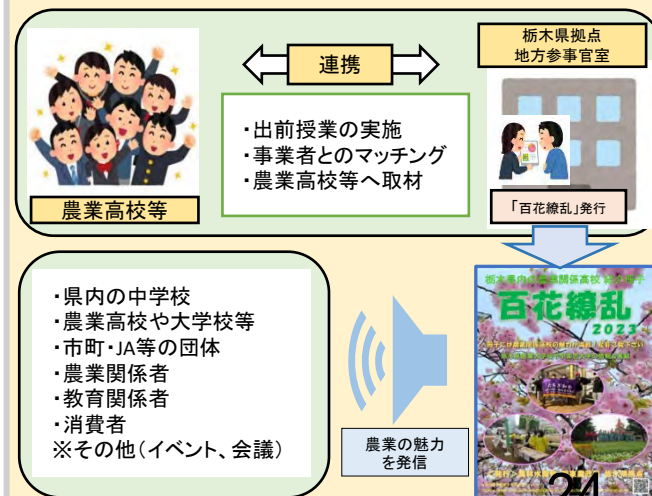 栃木県拠点
地方参事官室
連携
・出前授業の実施
・事業者とのマッチング
・農業高校等へ取材
農業高校等
「百花繚乱」発行
・県内の中学校
・農業高校や大学校等
・市町・JA等の団体
・農業関係者
・教育関係者
・消費者
※その他（イベント、会議）
農業の魅力
を発信
百花繚乱
2023
24